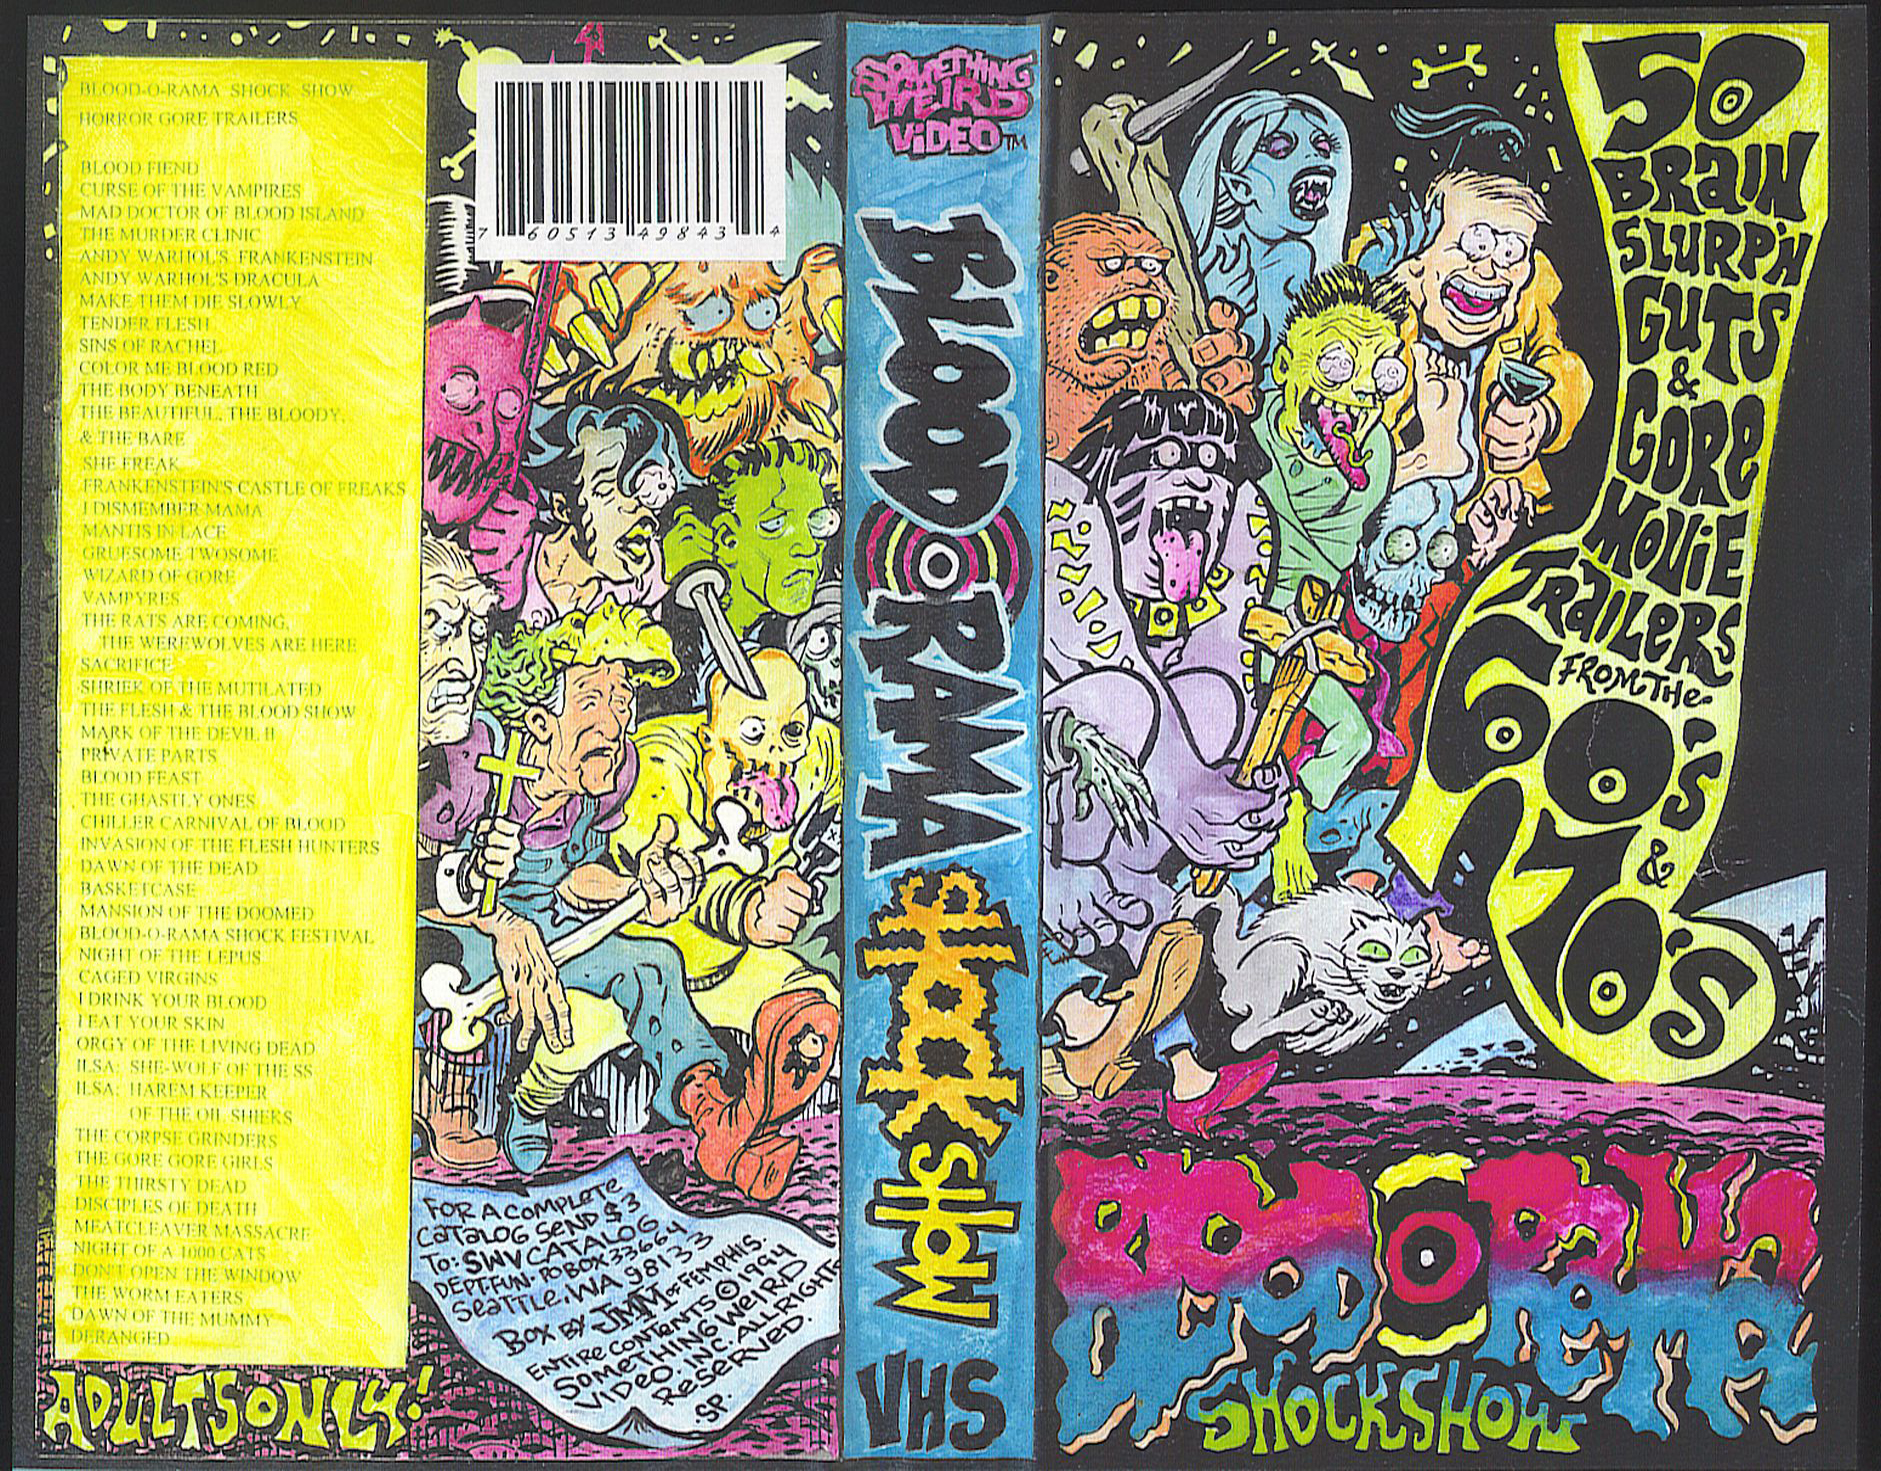 BLOOD-O-RAMA SHOCK SHOW
HORROR GORE TRAILERS
BLOOD FIEND
CURSE OF THE VAMPIRES
MAD DOCTOR OF BLOOD ISLAND
THE MURDER CLINIC
ANDY WARHOL'S FRANKENSTEIN
ANDY WARHOL'S DRACULA
MAKE THEM DIE SLOWLY
TENDER FLESH
SINS OF RACHEL
COLOR ME BLOOD RED
THE BODY BENEATH
THE BEAUTIFUL, THE BLOODY,
& THE BARE
SHE FREAK
FRANKENSTEIN'S CASTLE OF FREAKS
I DISMEMBER MAMA
MANTIS IN LACE
GRUESOME TWOSOME
WIZARD OF GORE
VAMPYRES
THE RATS ARE COMING,
THE WEREWOLVES ARE HERE
SACRIFICE
SHRIEK OF THE MUTILATED
THE FLESH & THE BLOOD SHOW
MARK OF THE DEVIL II
PRIVATE PARTS
BLOOD FEAST
THE GHASTLY ONES
CHILLER CARNIVAL OF BLOOD
INVASION OF THE FLESH HUNTERS
DAWN OF THE DEAD
BASKETCASE
MANSION OF THE DOOMED
BLOOD-O-RAMA SHOCK FESTIVAL
NIGHT OF THE LEPUS
CAGED VIRGINS
I DRINK YOUR BLOOD
I EAT YOUR SKIN
ORGY OF THE LIVING DEAD
ILSA: SHE-WOLF OF THE SS
ILSA: HAREM KEEPER
OF THE OIL SHIEKS
THE CORPSE GRINDERS
THE GORE GORE GIRLS
THE THIRSTY DEAD
DISCIPLES OF DEATH
MEATCLEAVER MASSACRE
NIGHT OF A 1000 CATS
DON'T OPEN THE WINDOW
THE WORM EATERS
DAWN OF THE MUMMY
DERANGED
ADULTS ONLY!
7 60513 49843 4
FOR A COMPLETE
CATALOG SEND $3
TO: SWV CATALOG
DEPT. FUN. PO BOX 33664
SEATTLE, WA 98133
BOX BY JMM OF FEMPHIS.
ENTIRE CONTENTS © 1994
SOMETHING WEIRD
VIDEO. INC. ALL RIGHTS
RESERVED.
SP.
SOMETHING
WEIRD
VIDEO TM
BLOOD O RAMA SHOCK SHOW
VHS
50
BRAIN
SLURP'N
GUTS
&
GORE
MOVIE
TRAILERS
FROM THE
60'S
&
70'S
BLOOD O RAMA
SHOCK SHOW